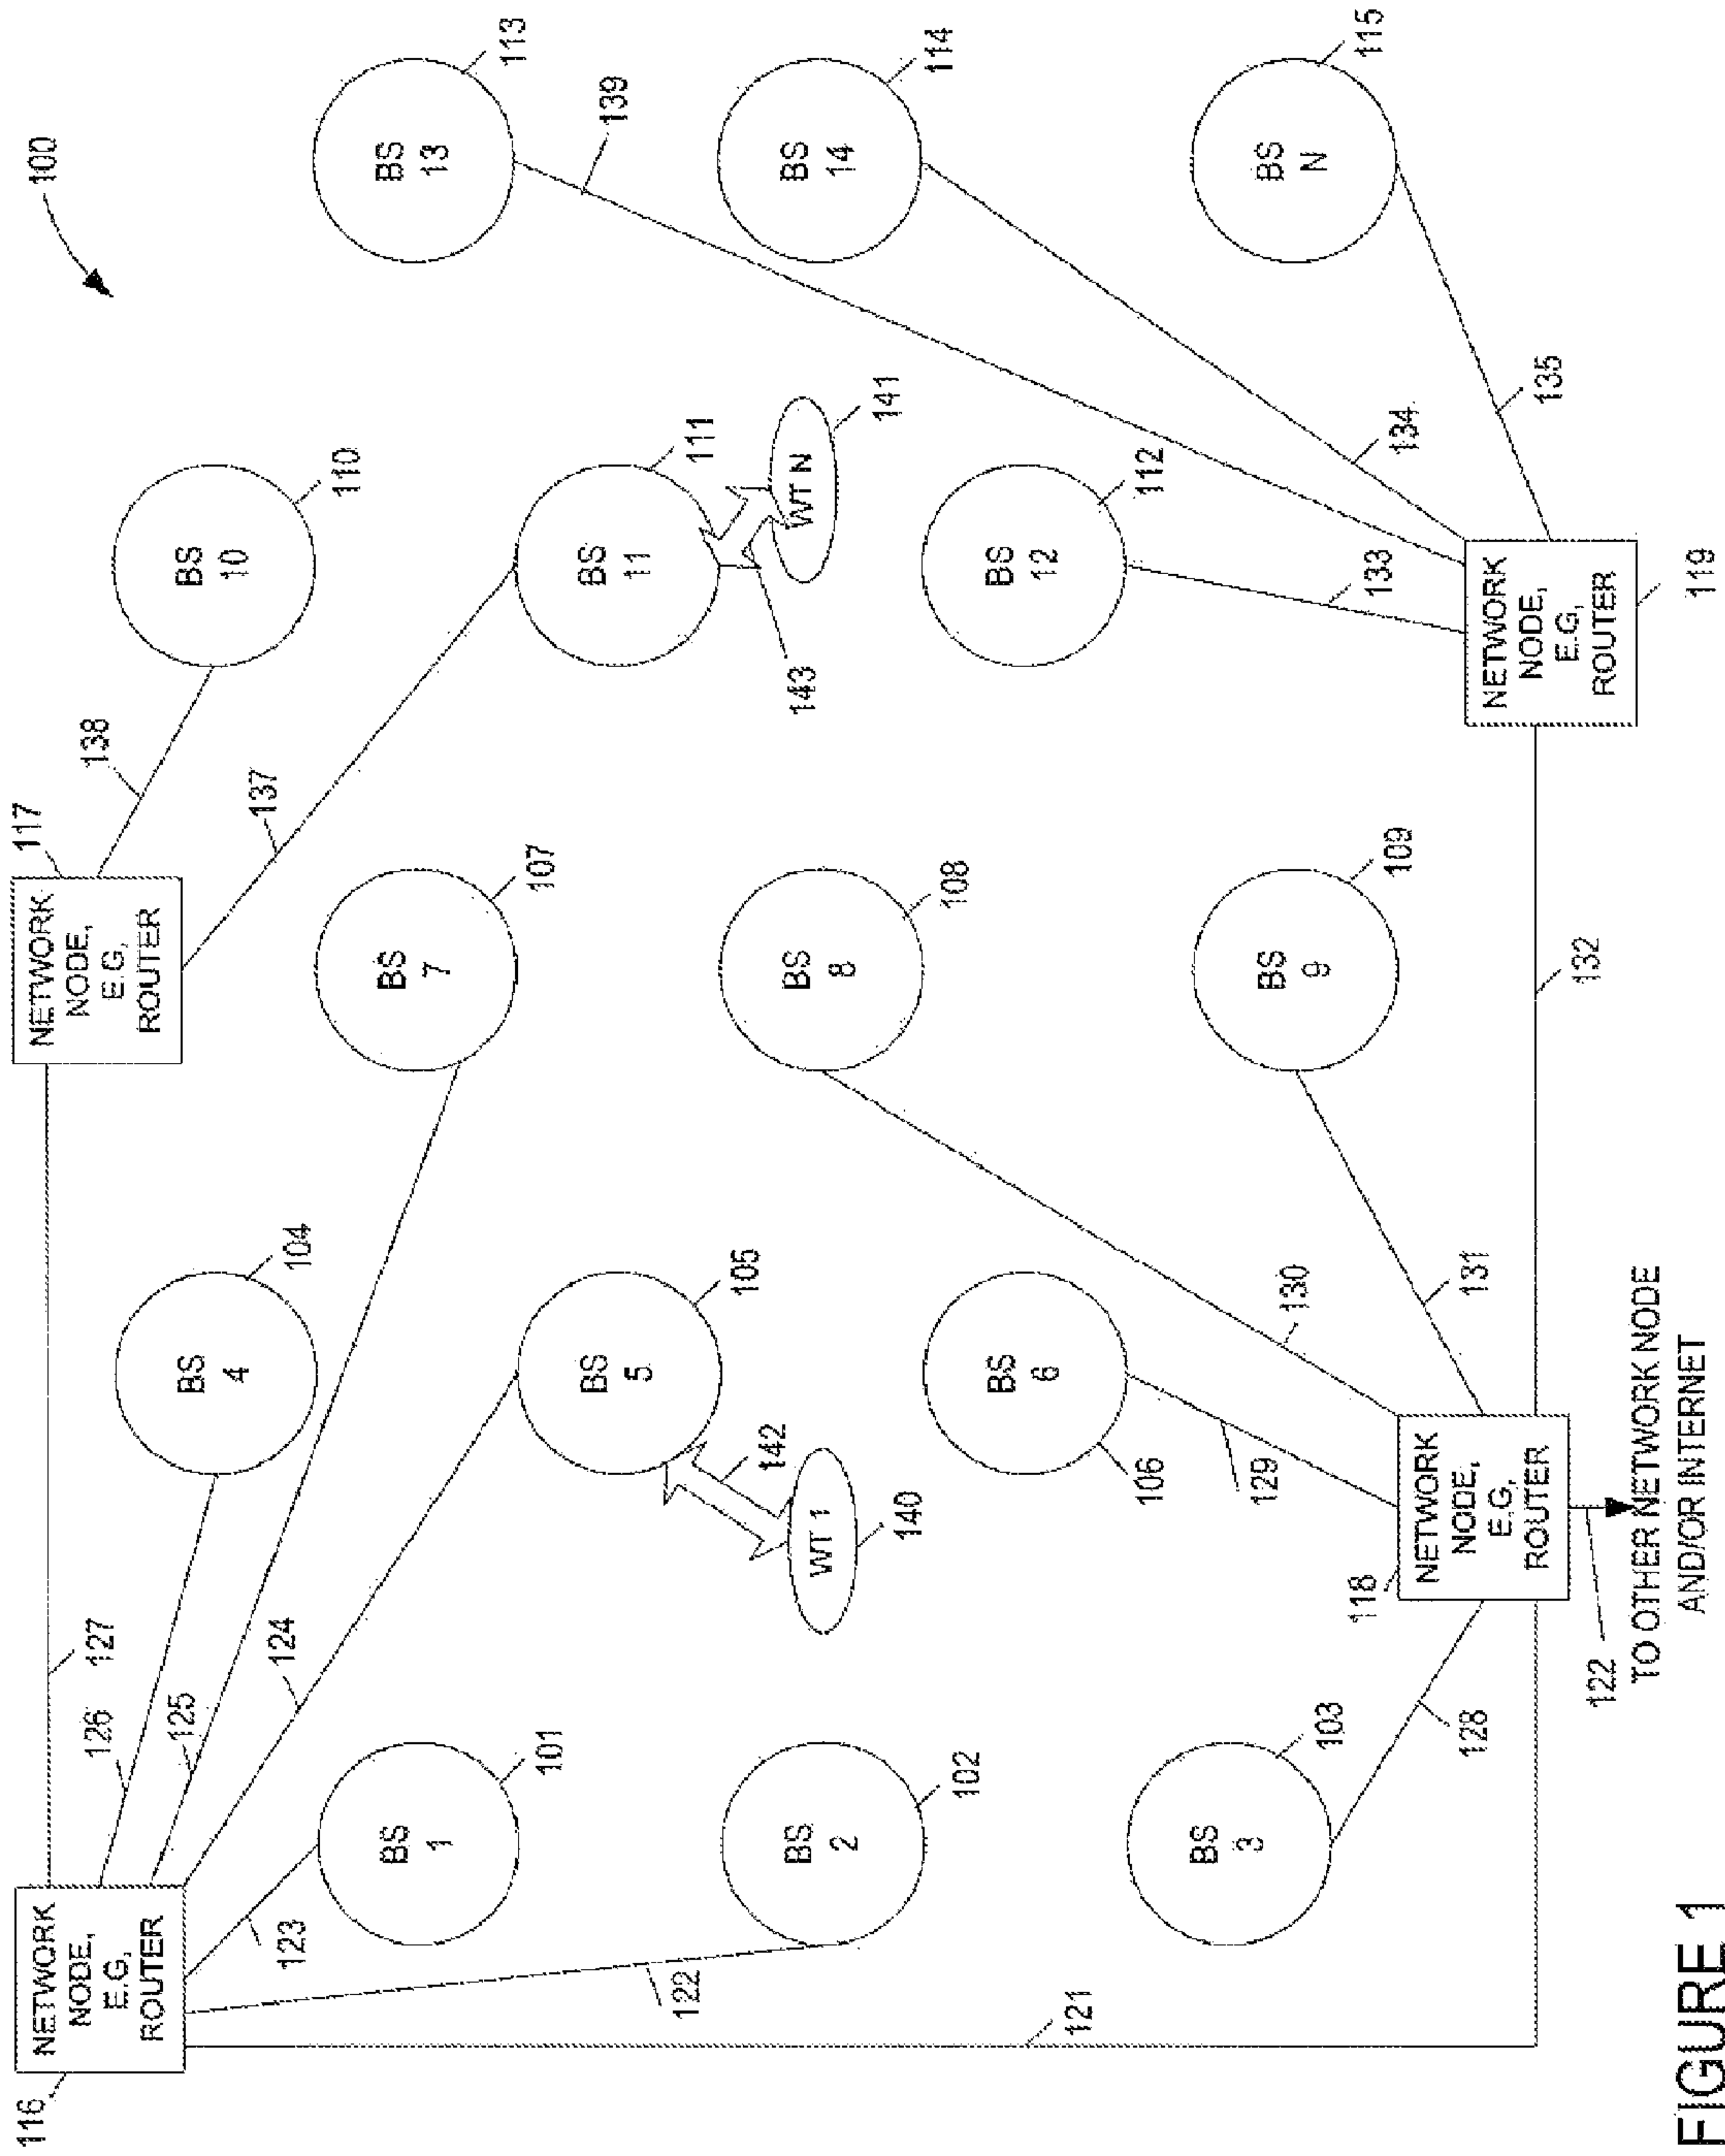 100
116
NETWORK
NODE,
E.G,
ROUTER
127
NETWORK
NODE,
E.G,
ROUTER
117
126
125
124
123
122
121
138
137
BS
4
104
BS
10
110
BS
1
101
BS
7
107
BS
13
113
139
BS
5
105
142
WT 1
140
BS
11
111
143
WT N
141
BS
2
102
BS
8
108
BS
14
114
BS
6
106
129
BS
12
112
133
134
BS
3
103
128
BS
9
109
130
131
BS
N
115
135
118
NETWORK
NODE,
E.G,
ROUTER
132
NETWORK
NODE,
E.G,
ROUTER
119
122
TO OTHER NETWORK NODE
AND/OR INTERNET
FIGURE 1